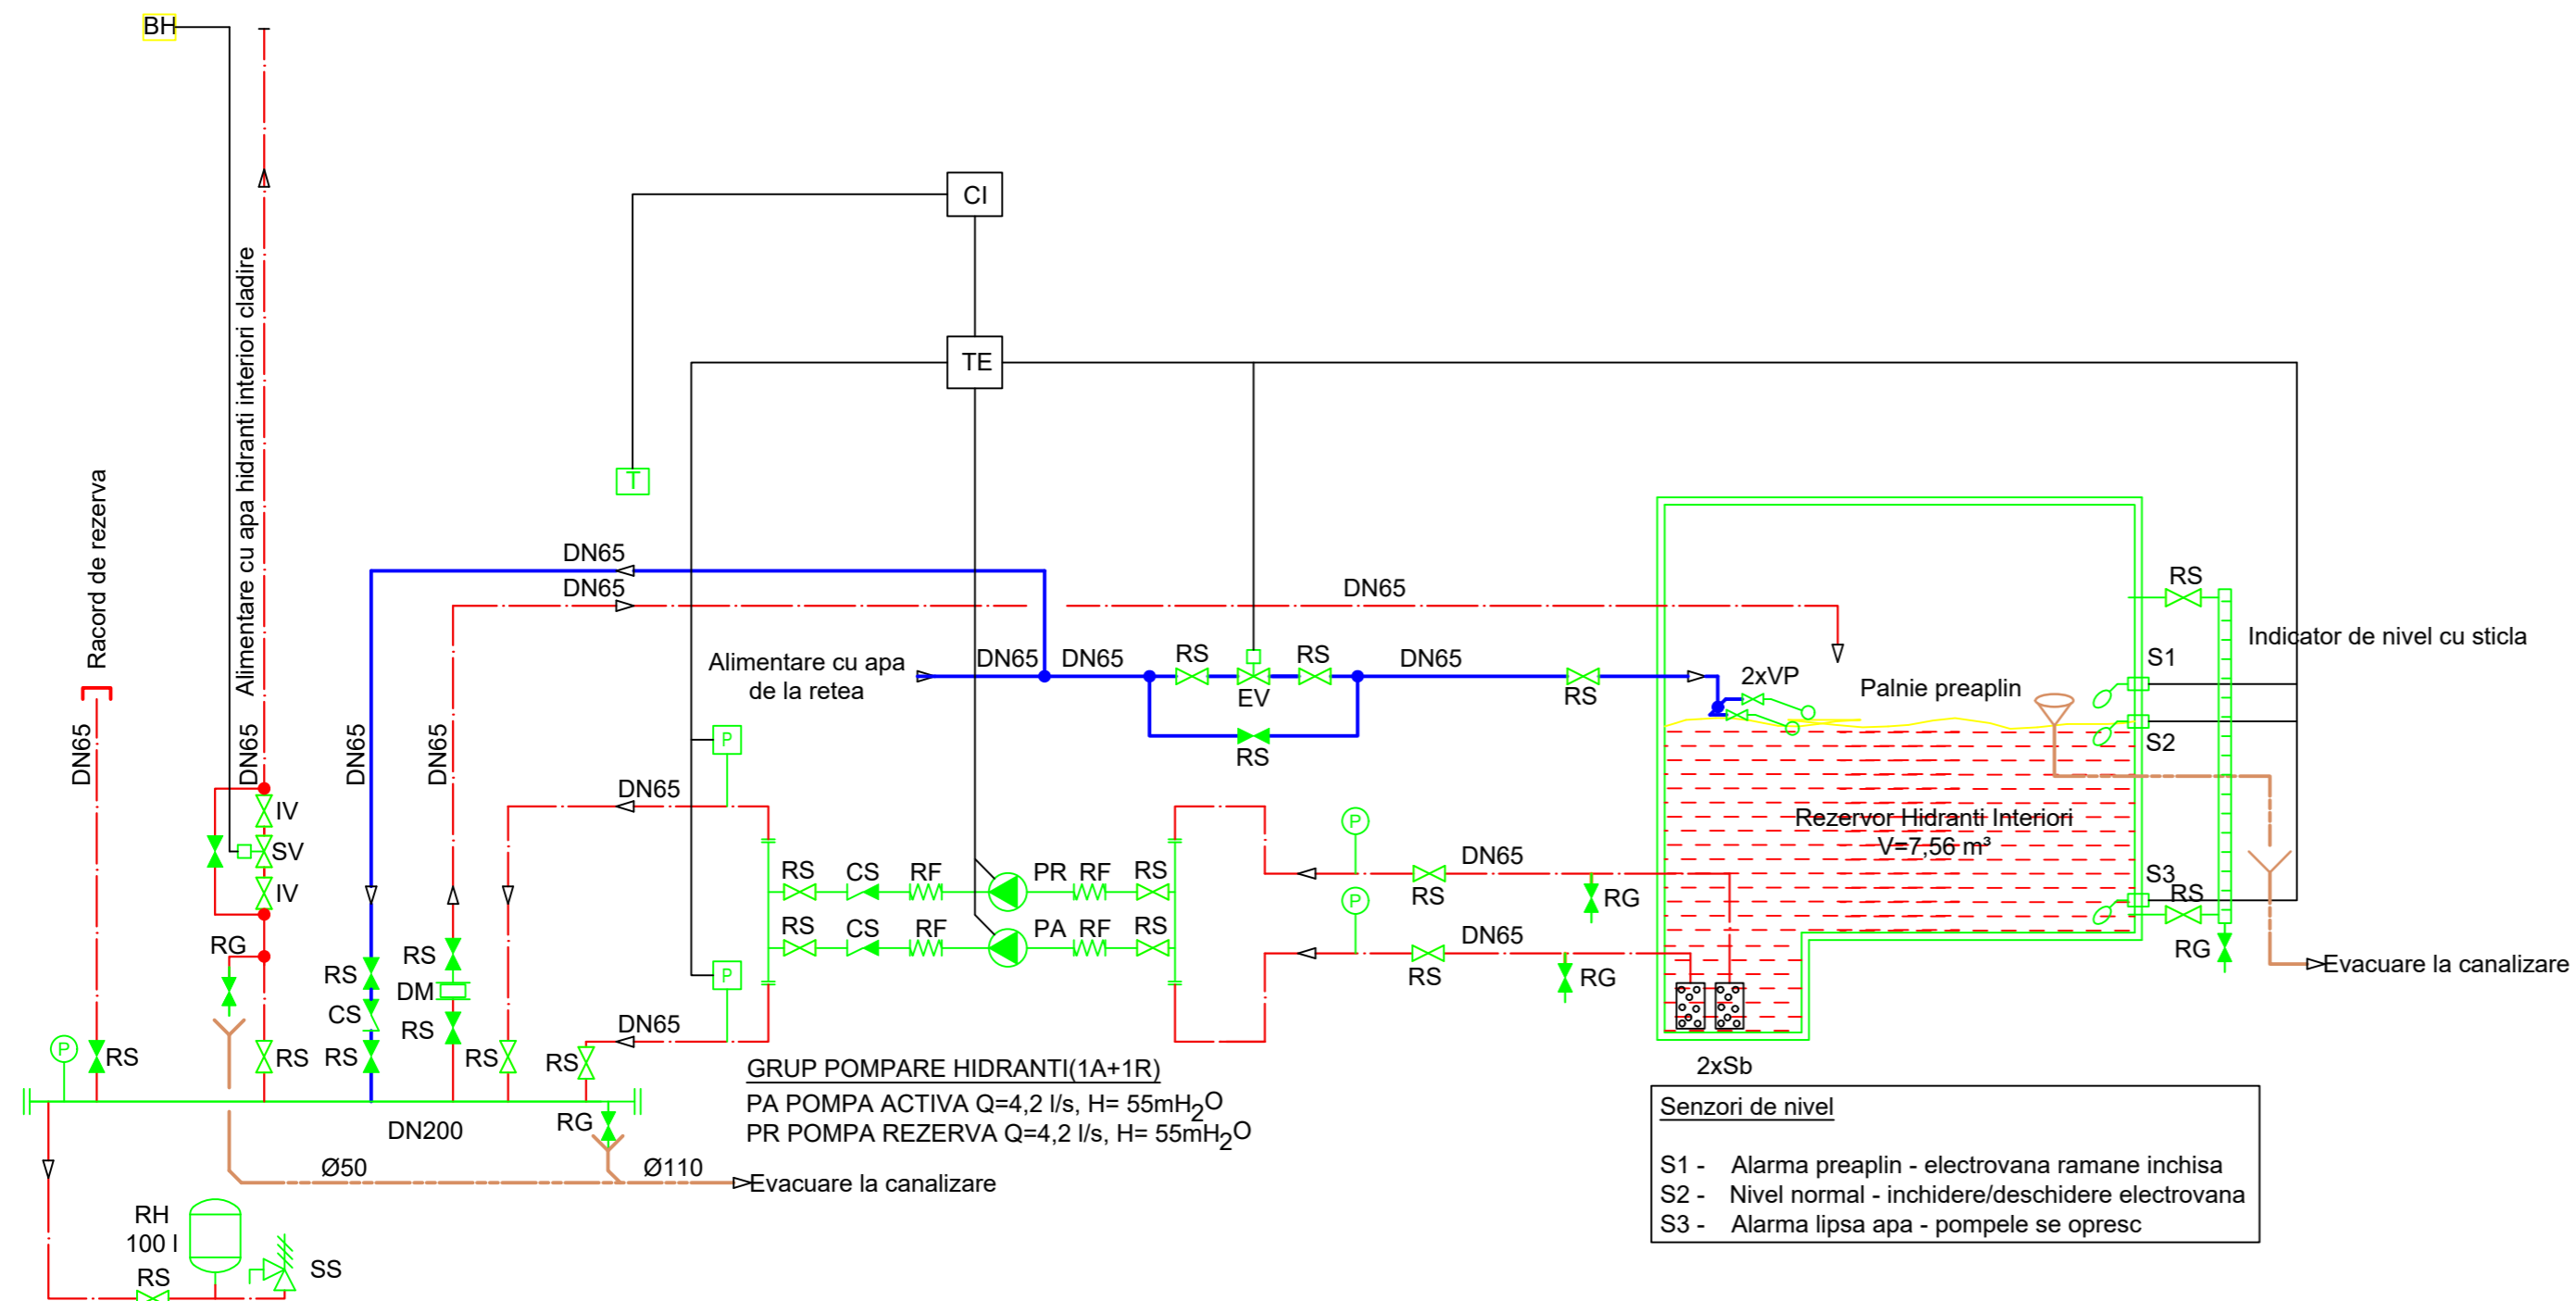 BH
CI
TE
T
Alimentare cu apa hidranti interiori cladire
Racord de rezerva
DN65
DN65
DN65
DN65
DN65
DN65
DN65
Alimentare cu apa
de la retea
DN65
DN65
RS
EV
RS
RS
DN65
RS
2xVP
Palnie preaplin
RS
Indicator de nivel cu sticla
S1
S2
S3
RS
RG
Rezervor Hidranti Interiori
V=7,56 m³
Evacuare la canalizare
P
P
DN65
DN65
IV
SV
IV
RG
RS
CS
RS
RS
DM
RS
RS
RS
P
RS
RS
RS
CS
RF
PR
RF
RS
RS
CS
RF
PA
RF
RS
P
P
DN65
RS
RG
DN65
RS
RG
2xSb
DN200
RG
Ø50
Ø110
Evacuare la canalizare
GRUP POMPARE HIDRANTI(1A+1R)
PA POMPA ACTIVA Q=4,2 l/s, H= 55mH2O
PR POMPA REZERVA Q=4,2 l/s, H= 55mH2O
RH
100 l
RS
SS
Senzori de nivel
S1 - Alarma preaplin - electrovana ramane inchisa
S2 - Nivel normal - inchidere/deschidere electrovana
S3 - Alarma lipsa apa - pompele se opresc